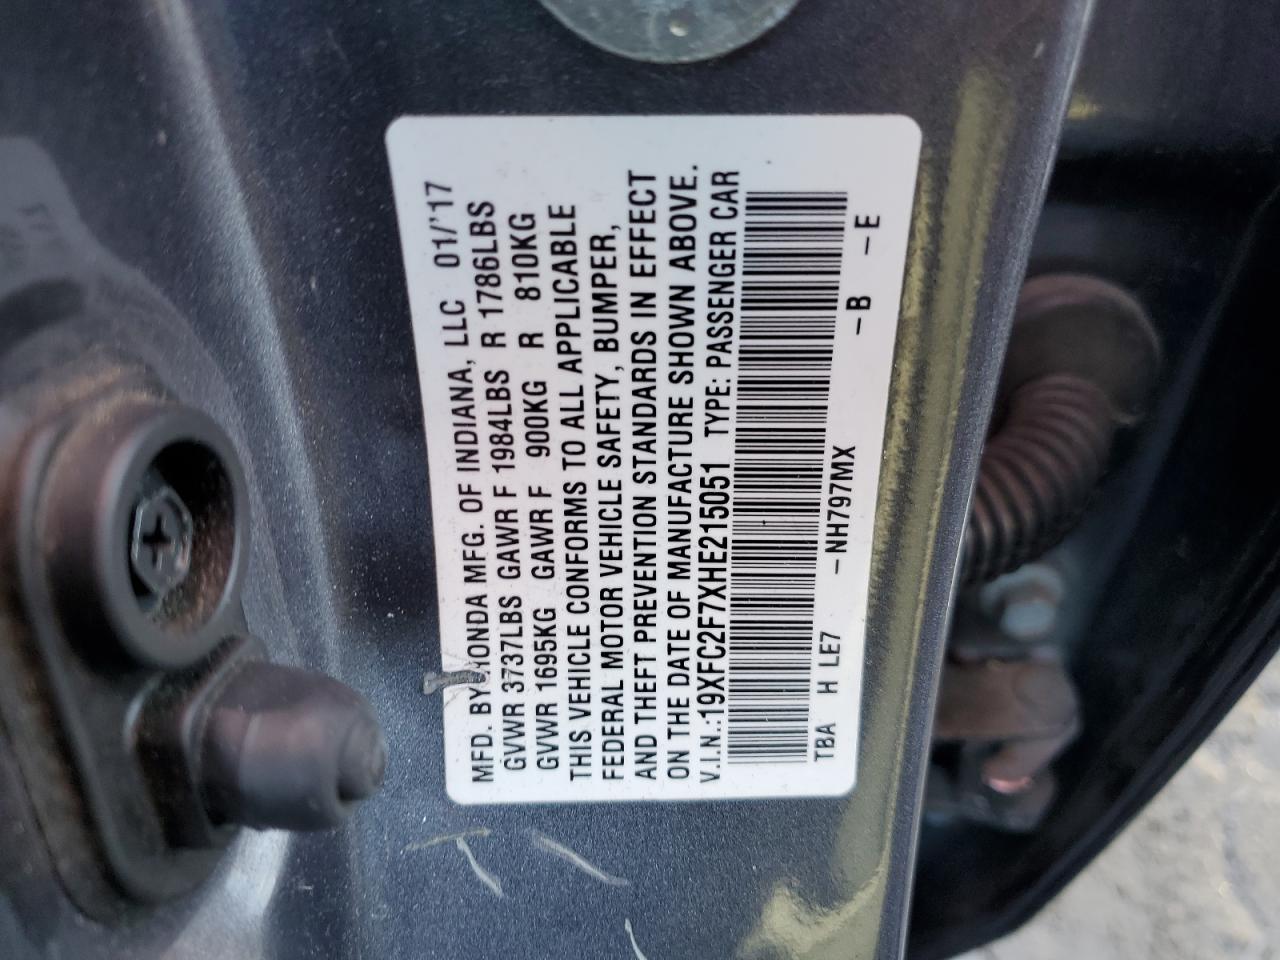 MFD. BY HONDA MFG. OF INDIANA, LLC 01/'17
GVWR 3737LBS GAWR F 1984LBS R 1786LBS
GVWR 1695KG GAWR F 900KG R 810KG
THIS VEHICLE CONFORMS TO ALL APPLICABLE
FEDERAL MOTOR VEHICLE SAFETY, BUMPER,
AND THEFT PREVENTION STANDARDS IN EFFECT
ON THE DATE OF MANUFACTURE SHOWN ABOVE.
V.I.N.:19XFC2F7XHE215051 TYPE: PASSENGER CAR
TBA H LE7 -NH797MX -B -E